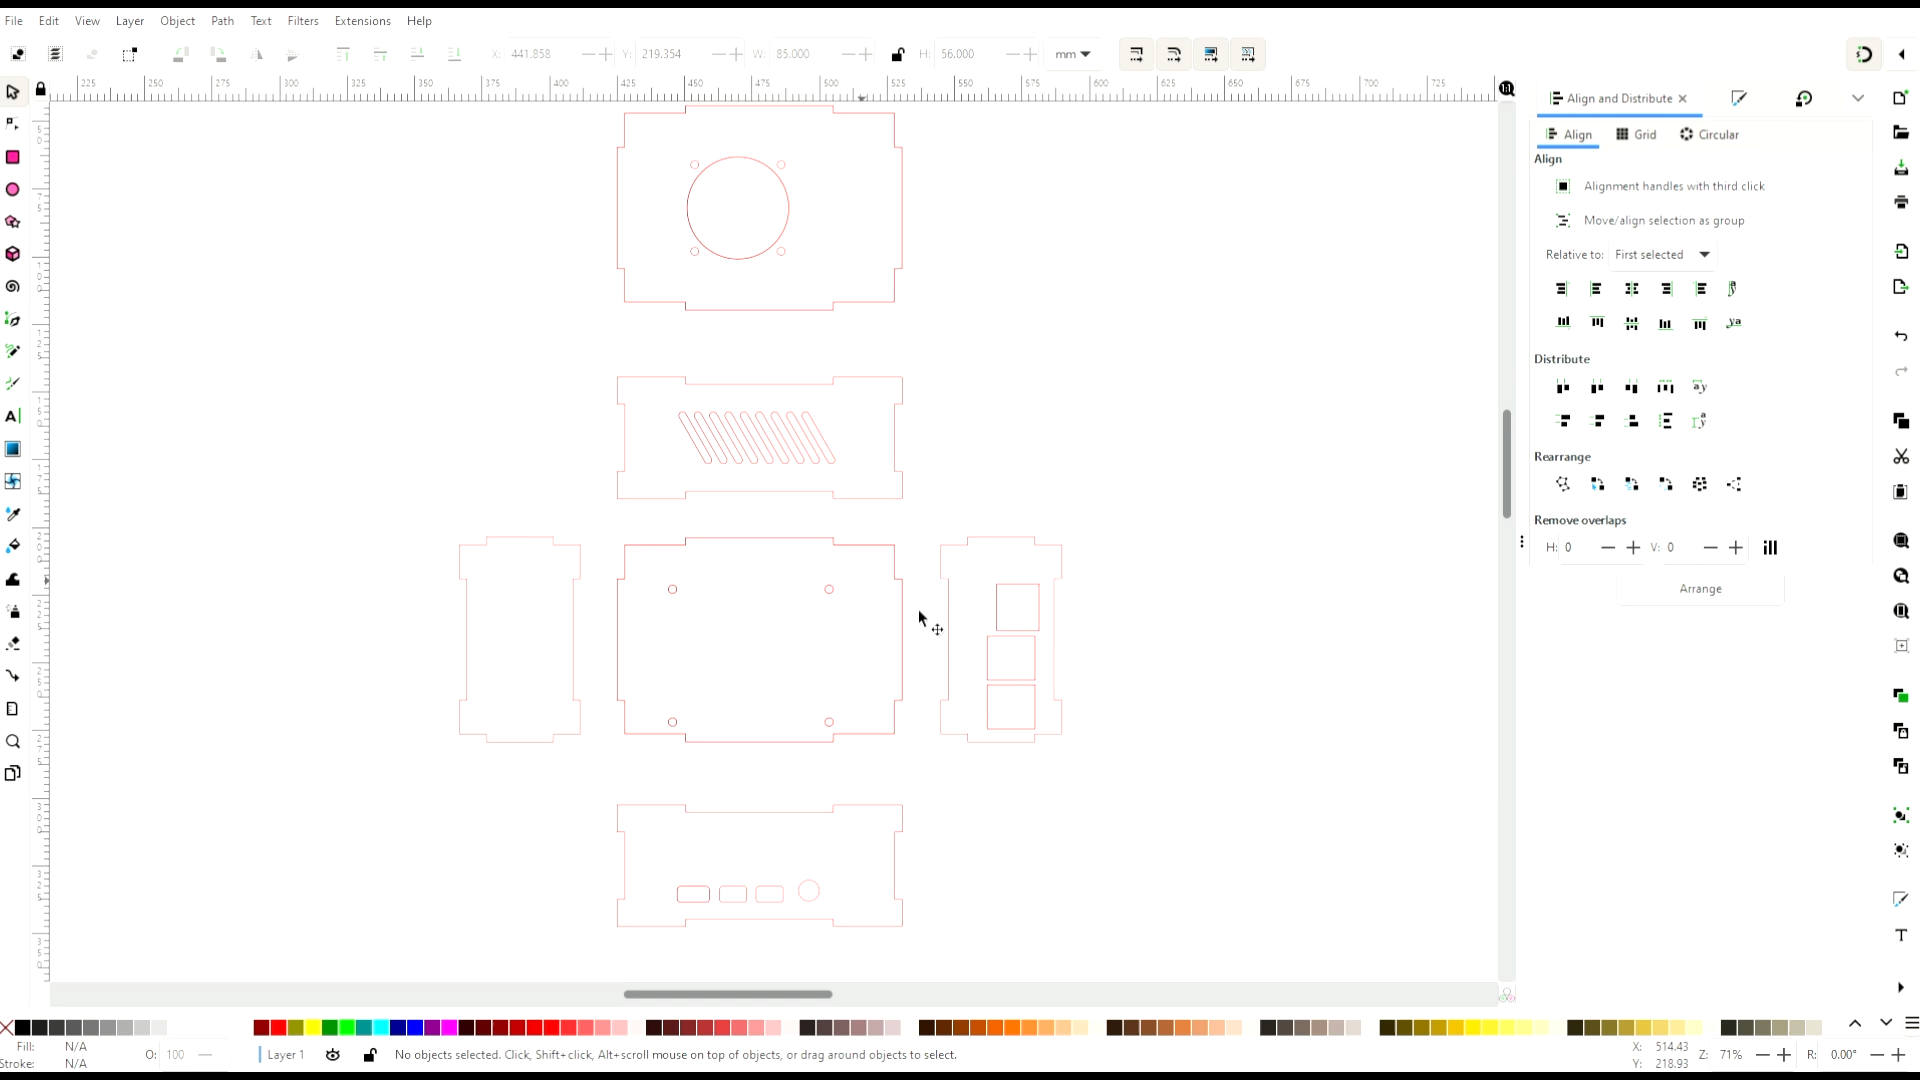 File Edit View Layer Object Path Text Filters Extensions Help
X: 441.858 Y: 219.354 W: 85.000 H: 56.000 mm
225 250 275 300 325 350 375 400 425 450 475 500 525 550 575 600 625 650 675 700 725
Align and Distribute
Align Grid Circular
Align
Alignment handles with third click
Move/align selection as group
Relative to: First selected
Distribute
Rearrange
Remove overlaps
H: 0 V: 0
Arrange
Fill: N/A
Stroke: N/A
O: 100
Layer 1
No objects selected. Click, Shift+click, Alt+scroll mouse on top of objects, or drag around objects to select.
X: 514.43
Y: 218.93
Z: 71%
R: 0.00°